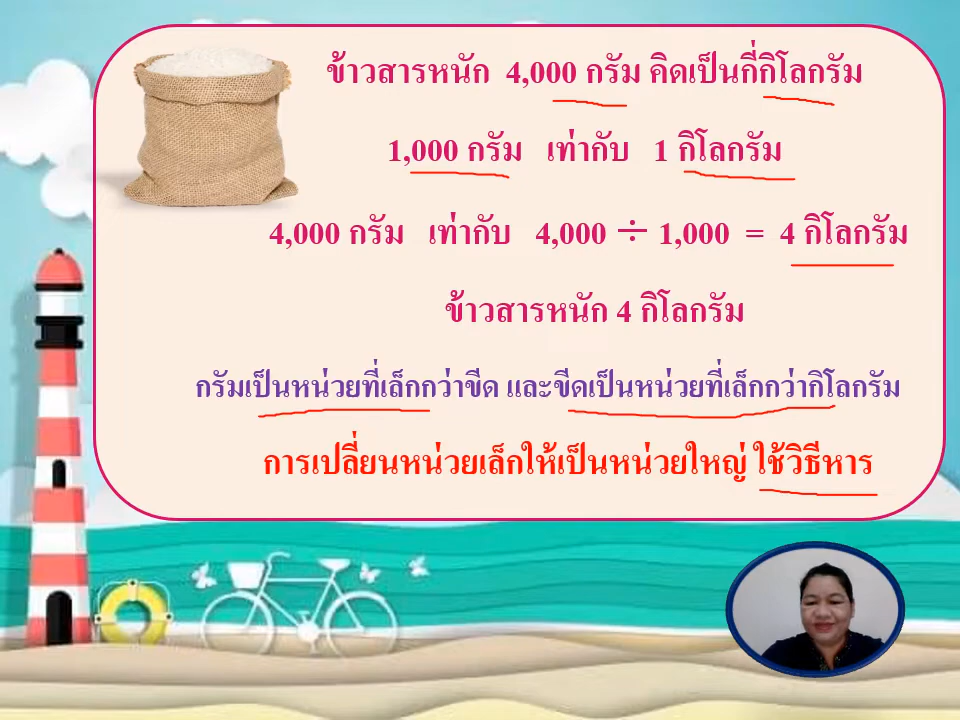 ข้าวสารหนัก 4,000 กรัม คิดเป็นกี่กิโลกรัม
1,000 กรัม เท่ากับ 1 กิโลกรัม
4,000 กรัม เท่ากับ 4,000 ÷ 1,000 = 4 กิโลกรัม
ข้าวสารหนัก 4 กิโลกรัม
กรัมเป็นหน่วยที่เล็กกว่าขีด และขีดเป็นหน่วยที่เล็กกว่ากิโลกรัม
การเปลี่ยนหน่วยเล็กให้เป็นหน่วยใหญ่ ใช้วิธีหาร